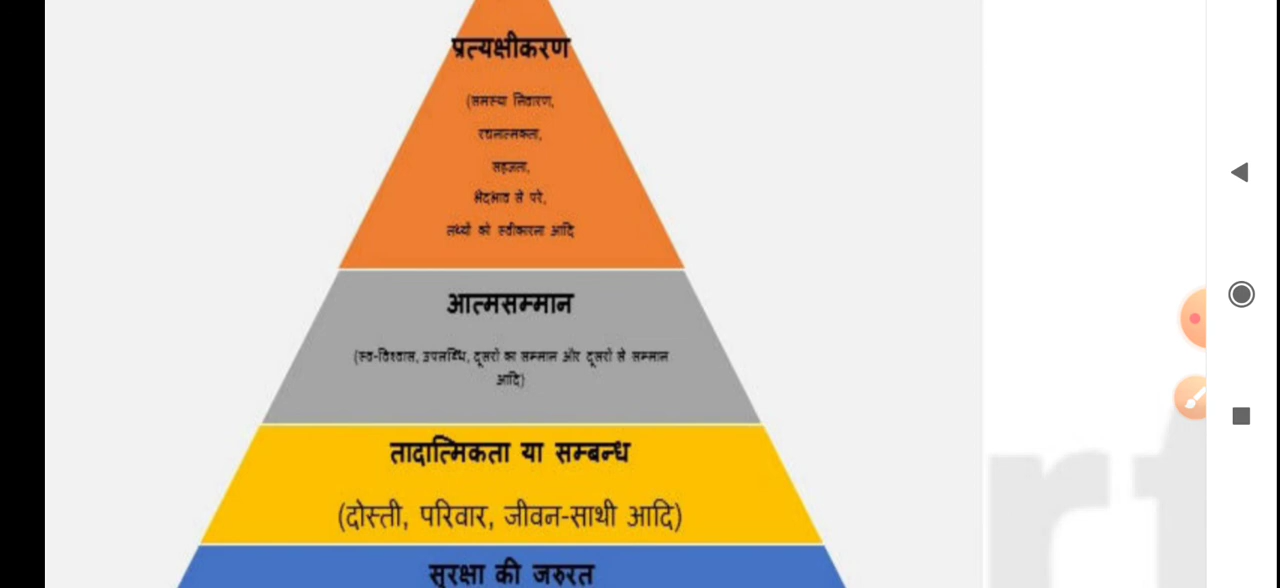 प्रत्यक्षीकरण
(समस्या निवारण,
रचनात्मकता,
सहजता,
भेदभाव से परे,
तथ्यों को स्वीकारना आदि
आत्मसम्मान
(स्व-विश्वास, उपलब्धि, दूसरों का सम्मान और दूसरों से सम्मान
आदि)
तादात्मिकता या सम्बन्ध
(दोस्ती, परिवार, जीवन-साथी आदि)
सुरक्षा की जरुरत